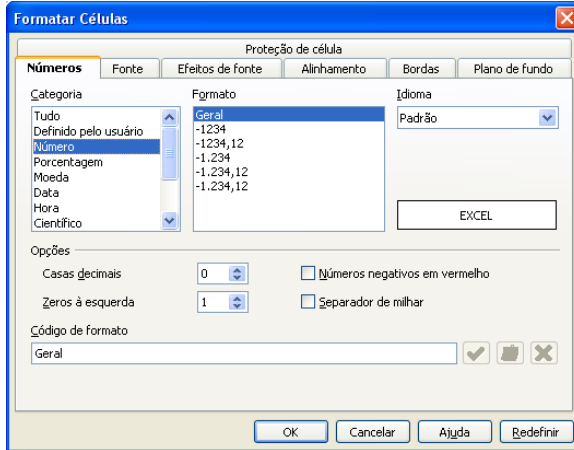 Formatar Células
Proteção de célula
Números Fonte Efeitos de fonte Alinhamento Bordas Plano de fundo
Categoria
Tudo
Definido pelo usuário
Número
Porcentagem
Moeda
Data
Hora
Científico
Formato
Geral
-1234
-1234,12
-1.234
-1.234,12
-1.234,12
Idioma
Padrão
EXCEL
Opções
Casas decimais 0
Números negativos em vermelho
Zeros à esquerda 1
Separador de milhar
Código de formato
Geral
OK Cancelar Ajuda Redefinir